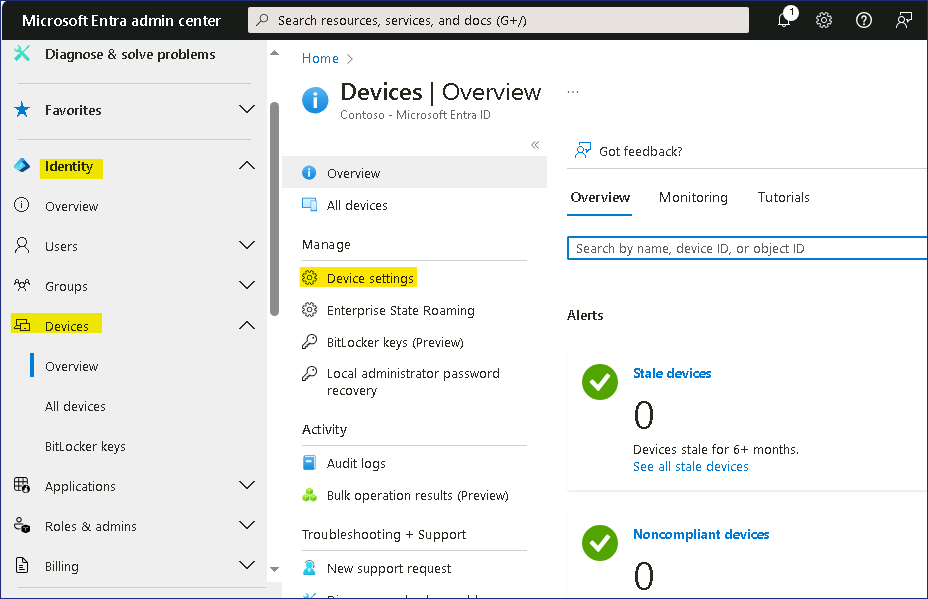 Microsoft Entra admin center
Search resources, services, and docs (G+/)
1
Diagnose & solve problems
Favorites
Identity
Overview
Users
Groups
Devices
Overview
All devices
BitLocker keys
Applications
Roles & admins
Billing
Home
Devices | Overview
Contoso - Microsoft Entra ID
Overview
All devices
Manage
Device settings
Enterprise State Roaming
BitLocker keys (Preview)
Local administrator password
recovery
Activity
Audit logs
Bulk operation results (Preview)
Troubleshooting + Support
New support request
Got feedback?
Overview
Monitoring
Tutorials
Search by name, device ID, or object ID
Alerts
Stale devices
0
Devices stale for 6+ months.
See all stale devices
Noncompliant devices
0